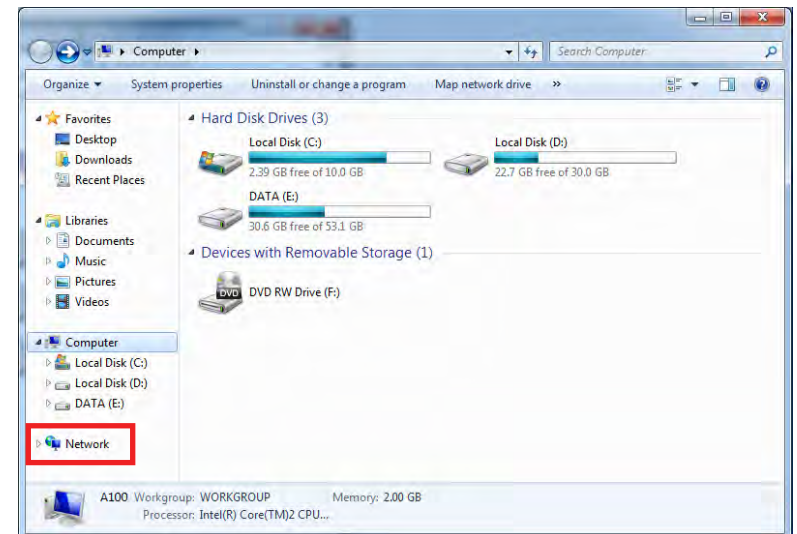 Computer
Search Computer
Organize
System properties
Uninstall or change a program
Map network drive
»
Favorites
Desktop
Downloads
Recent Places
Libraries
Documents
Music
Pictures
Videos
Computer
Local Disk (C:)
Local Disk (D:)
DATA (E:)
Network
Hard Disk Drives (3)
Local Disk (C:)
2.39 GB free of 10.0 GB
Local Disk (D:)
22.7 GB free of 30.0 GB
DATA (E:)
30.6 GB free of 53.1 GB
Devices with Removable Storage (1)
DVD
DVD RW Drive (F:)
A100 Workgroup: WORKGROUP Memory: 2.00 GB
Processor: Intel(R) Core(TM)2 CPU...